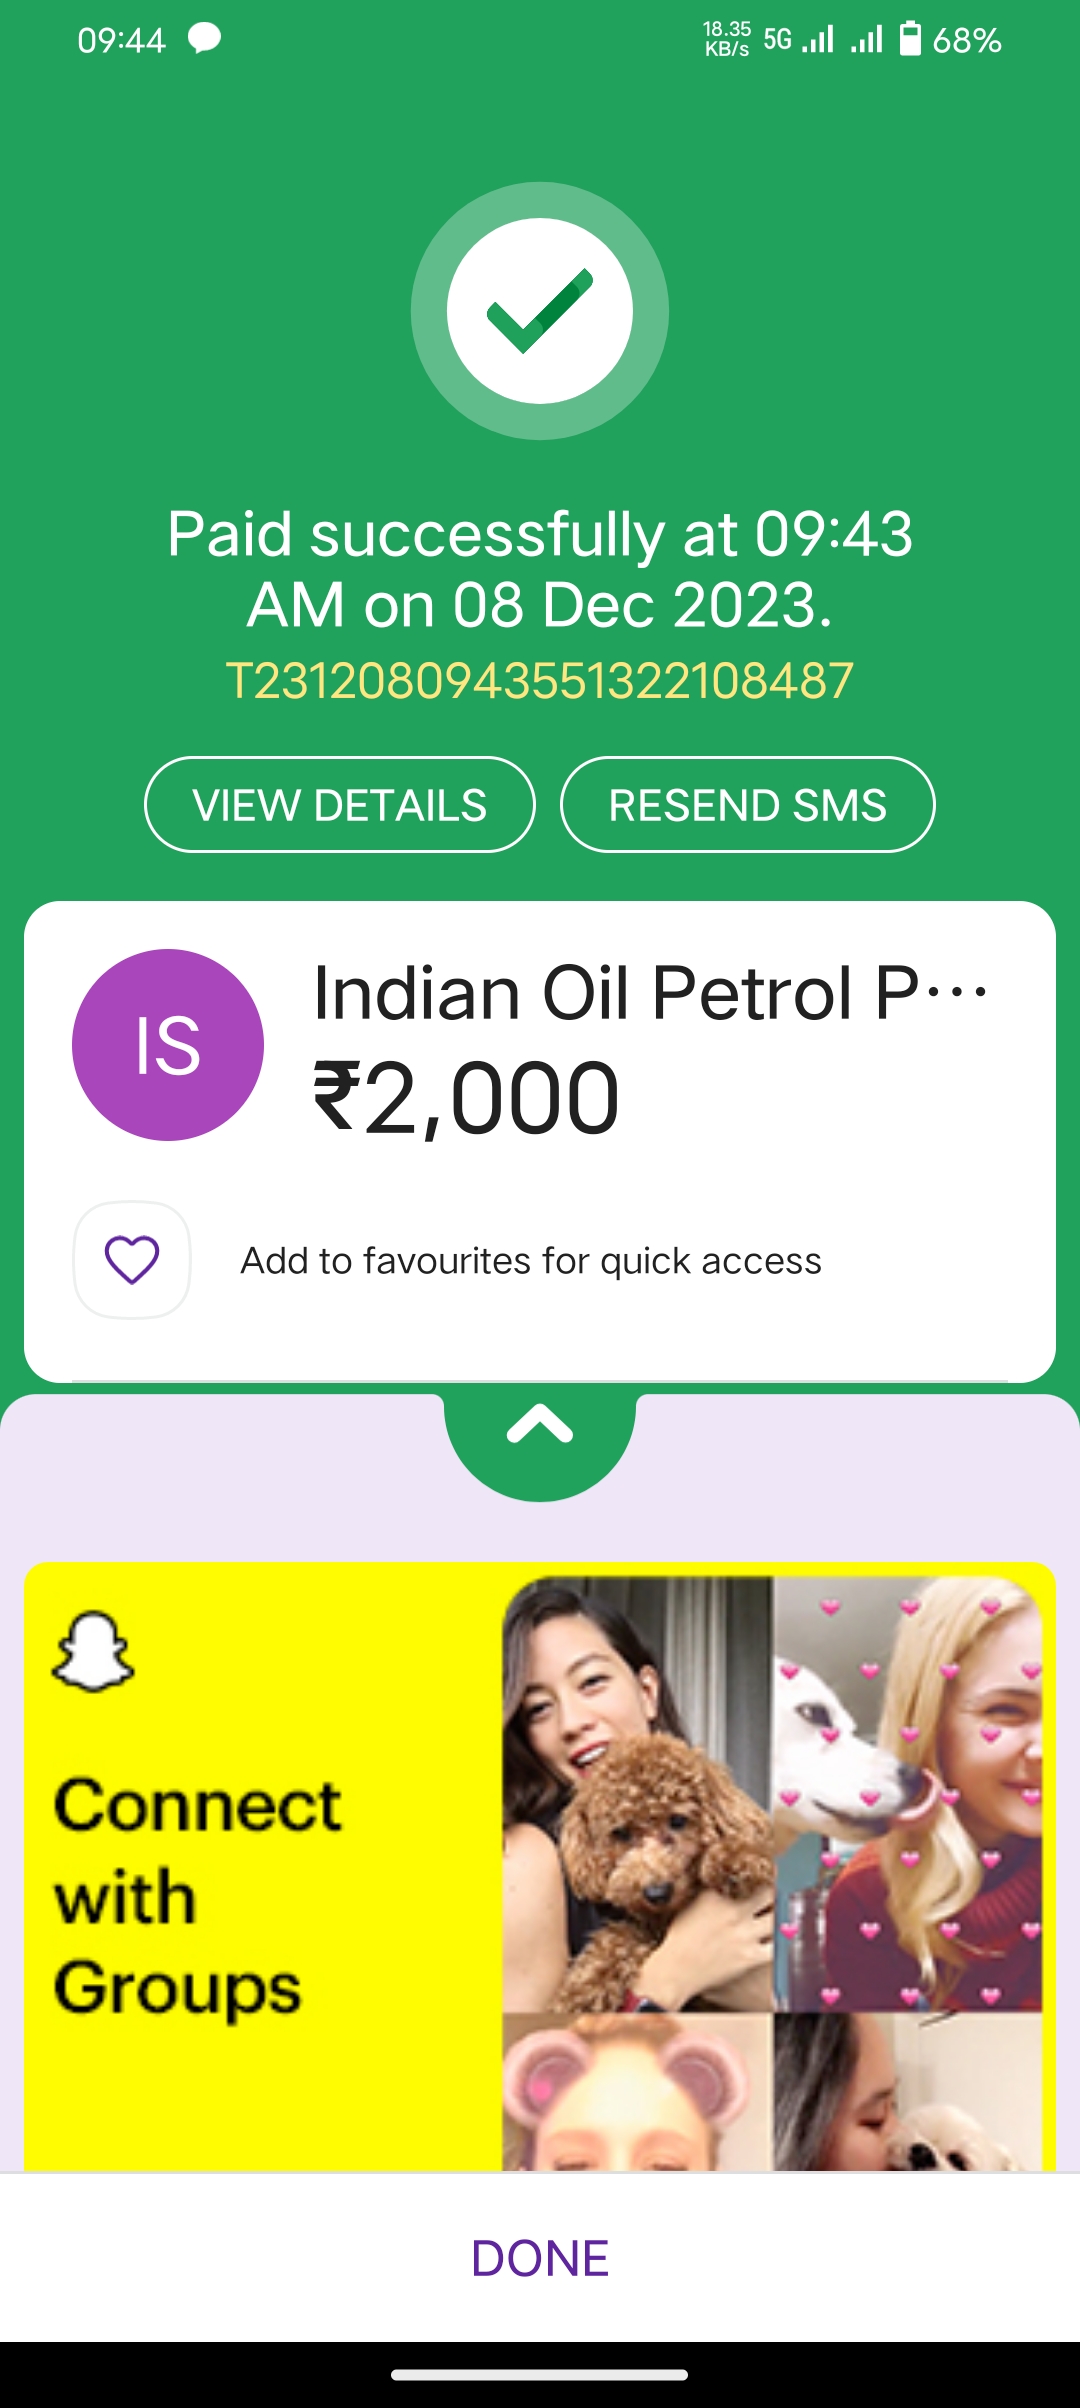 09:44
18.35 KB/s 5G 68%
Paid successfully at 09:43
AM on 08 Dec 2023.
T2312080943551322108487
VIEW DETAILS RESEND SMS
IS
Indian Oil Petrol P...
₹2,000
Add to favourites for quick access
Connect
with
Groups
DONE